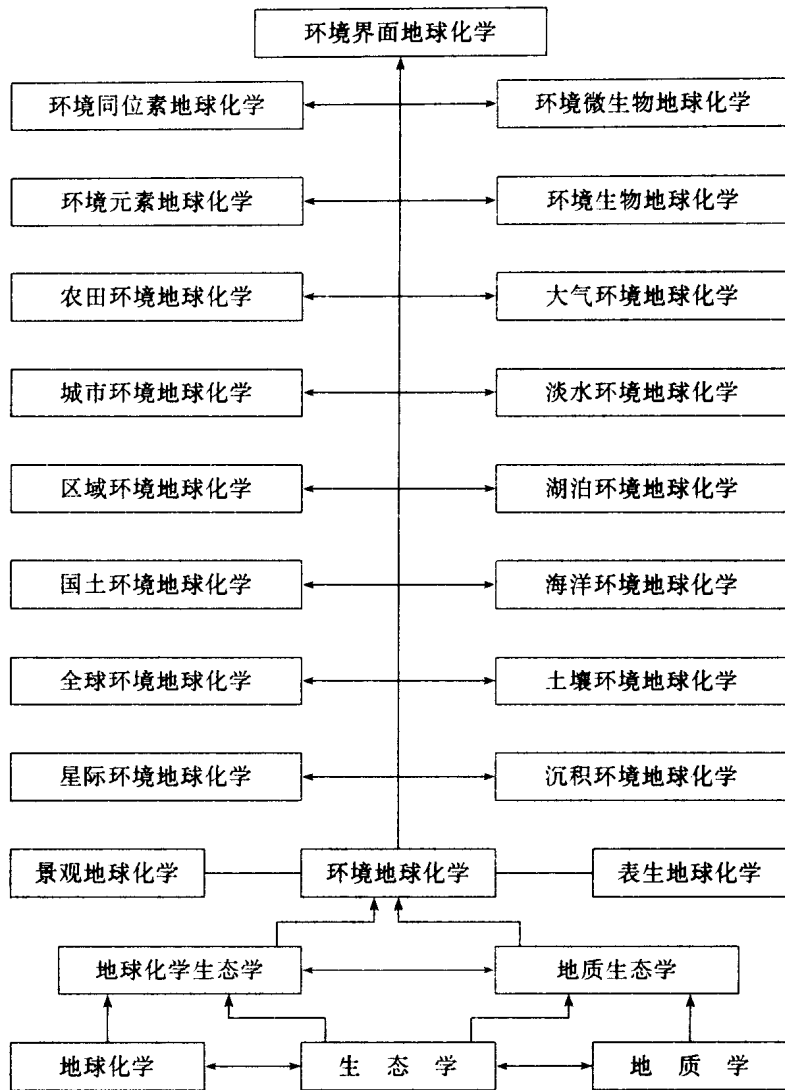 环境界面地球化学
环境同位素地球化学
环境微生物地球化学
环境元素地球化学
环境生物地球化学
农田环境地球化学
大气环境地球化学
城市环境地球化学
淡水环境地球化学
区域环境地球化学
湖泊环境地球化学
国土环境地球化学
海洋环境地球化学
全球环境地球化学
土壤环境地球化学
星际环境地球化学
沉积环境地球化学
景观地球化学
环境地球化学
表生地球化学
地球化学生态学
地质生态学
地球化学
生态学
地质学